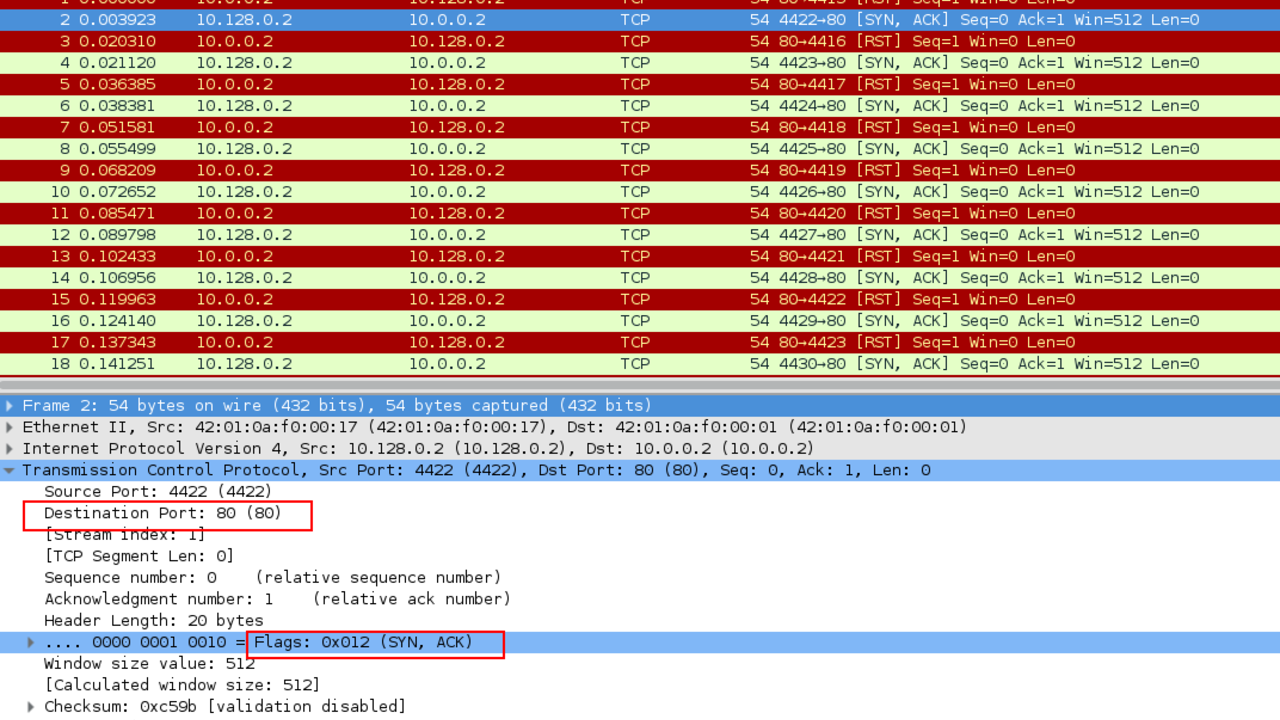 2 0.003923 10.128.0.2 10.0.0.2 TCP 54 4422→80 [SYN, ACK] Seq=0 Ack=1 Win=512 Len=0
3 0.020310 10.0.0.2 10.128.0.2 TCP 54 80→4416 [RST] Seq=1 Win=0 Len=0
4 0.021120 10.128.0.2 10.0.0.2 TCP 54 4423→80 [SYN, ACK] Seq=0 Ack=1 Win=512 Len=0
5 0.036385 10.0.0.2 10.128.0.2 TCP 54 80→4417 [RST] Seq=1 Win=0 Len=0
6 0.038381 10.128.0.2 10.0.0.2 TCP 54 4424→80 [SYN, ACK] Seq=0 Ack=1 Win=512 Len=0
7 0.051581 10.0.0.2 10.128.0.2 TCP 54 80→4418 [RST] Seq=1 Win=0 Len=0
8 0.055499 10.128.0.2 10.0.0.2 TCP 54 4425→80 [SYN, ACK] Seq=0 Ack=1 Win=512 Len=0
9 0.068209 10.0.0.2 10.128.0.2 TCP 54 80→4419 [RST] Seq=1 Win=0 Len=0
10 0.072652 10.128.0.2 10.0.0.2 TCP 54 4426→80 [SYN, ACK] Seq=0 Ack=1 Win=512 Len=0
11 0.085471 10.0.0.2 10.128.0.2 TCP 54 80→4420 [RST] Seq=1 Win=0 Len=0
12 0.089798 10.128.0.2 10.0.0.2 TCP 54 4427→80 [SYN, ACK] Seq=0 Ack=1 Win=512 Len=0
13 0.102433 10.0.0.2 10.128.0.2 TCP 54 80→4421 [RST] Seq=1 Win=0 Len=0
14 0.106956 10.128.0.2 10.0.0.2 TCP 54 4428→80 [SYN, ACK] Seq=0 Ack=1 Win=512 Len=0
15 0.119963 10.0.0.2 10.128.0.2 TCP 54 80→4422 [RST] Seq=1 Win=0 Len=0
16 0.124140 10.128.0.2 10.0.0.2 TCP 54 4429→80 [SYN, ACK] Seq=0 Ack=1 Win=512 Len=0
17 0.137343 10.0.0.2 10.128.0.2 TCP 54 80→4423 [RST] Seq=1 Win=0 Len=0
18 0.141251 10.128.0.2 10.0.0.2 TCP 54 4430→80 [SYN, ACK] Seq=0 Ack=1 Win=512 Len=0
Frame 2: 54 bytes on wire (432 bits), 54 bytes captured (432 bits)
Ethernet II, Src: 42:01:0a:f0:00:17 (42:01:0a:f0:00:17), Dst: 42:01:0a:f0:00:01 (42:01:0a:f0:00:01)
Internet Protocol Version 4, Src: 10.128.0.2 (10.128.0.2), Dst: 10.0.0.2 (10.0.0.2)
Transmission Control Protocol, Src Port: 4422 (4422), Dst Port: 80 (80), Seq: 0, Ack: 1, Len: 0
Source Port: 4422 (4422)
Destination Port: 80 (80)
[Stream index: 1]
[TCP Segment Len: 0]
Sequence number: 0 (relative sequence number)
Acknowledgment number: 1 (relative ack number)
Header Length: 20 bytes
.... 0000 0001 0010 = Flags: 0x012 (SYN, ACK)
Window size value: 512
[Calculated window size: 512]
Checksum: 0xc59b [validation disabled]